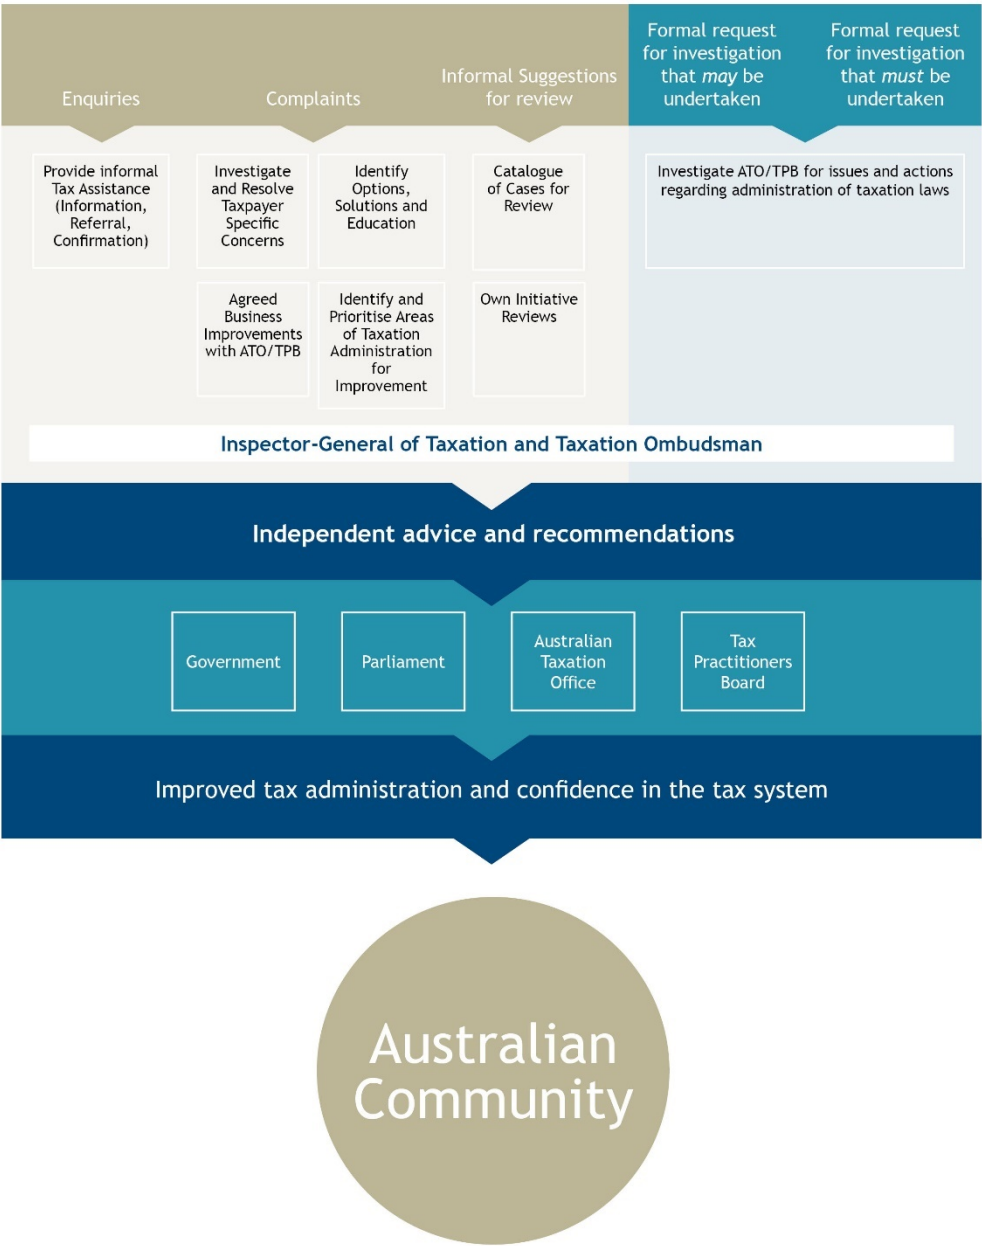 Enquiries
Complaints
Informal Suggestions
for review
Formal request
for investigation
that may be
undertaken
Formal request
for investigation
that must be
undertaken
Provide informal
Tax Assistance
(Information,
Referral,
Confirmation)
Investigate
and Resolve
Taxpayer
Specific
Concerns
Identify
Options,
Solutions and
Education
Catalogue
of Cases for
Review
Investigate ATO/TPB for issues and actions
regarding administration of taxation laws
Agreed
Business
Improvements
with ATO/TPB
Identify and
Prioritise Areas
of Taxation
Administration
for
Improvement
Own Initiative
Reviews
Inspector-General of Taxation and Taxation Ombudsman
Independent advice and recommendations
Government
Parliament
Australian
Taxation
Office
Tax
Practitioners
Board
Improved tax administration and confidence in the tax system
Australian
Community